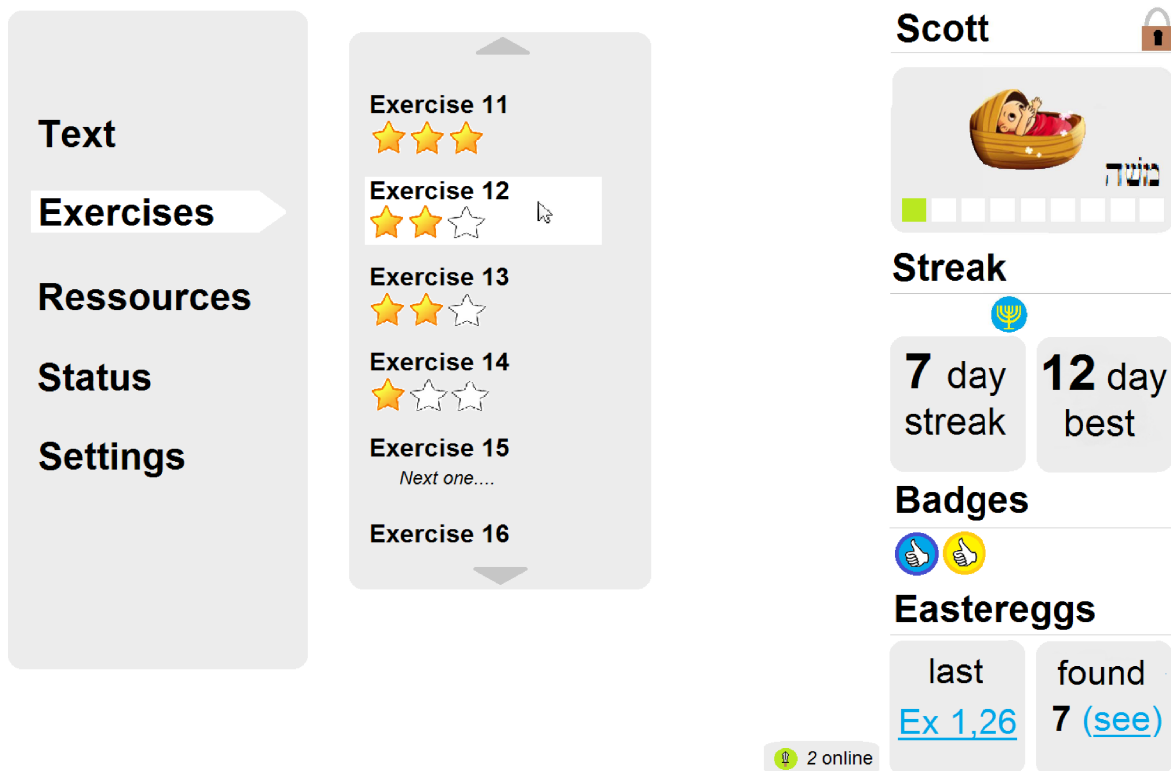 Text
Exercises
Ressources
Status
Settings
Exercise 11
Exercise 12
Exercise 13
Exercise 14
Exercise 15
Next one....
Exercise 16
Scott
משה
Streak
7 day
streak
12 day
best
Badges
Eastereggs
last
Ex 1,26
found
7 (see)
2 online